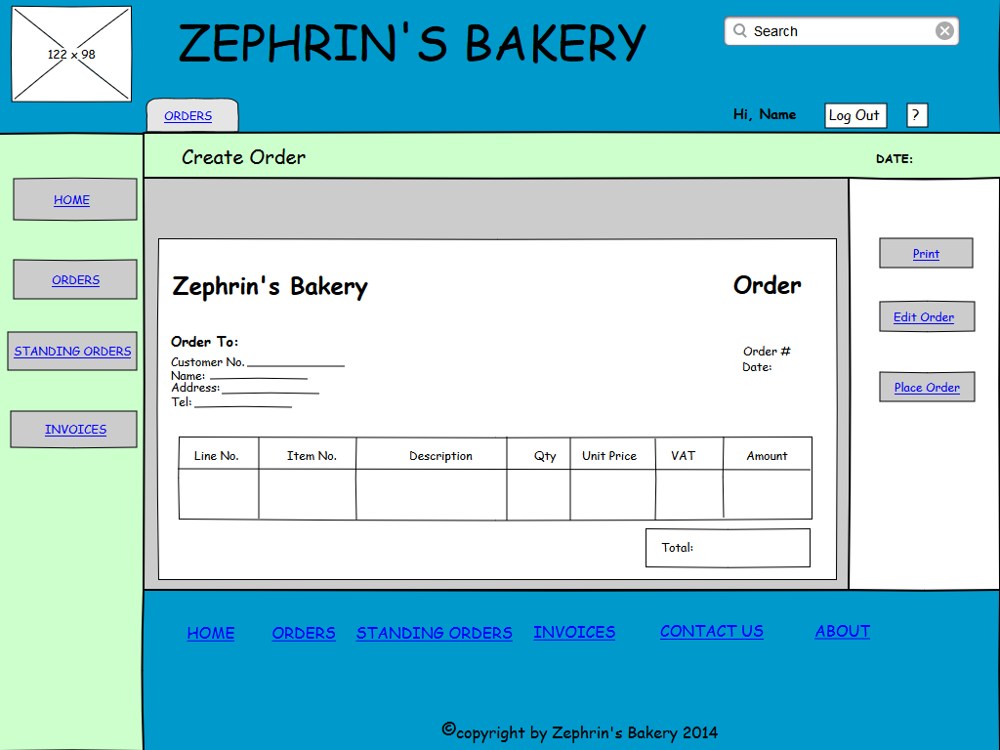 122 x 98
ZEPHRIN'S BAKERY
Search
ORDERS
Hi, Name
Log Out
?
Create Order
DATE:
HOME
ORDERS
STANDING ORDERS
INVOICES
Zephrin's Bakery
Order
Order To:
Customer No.
Name:
Address:
Tel:
Order #
Date:
Line No. Item No. Description Qty Unit Price VAT Amount
Total:
Print
Edit Order
Place Order
HOME ORDERS STANDING ORDERS INVOICES CONTACT US ABOUT
©copyright by Zephrin's Bakery 2014